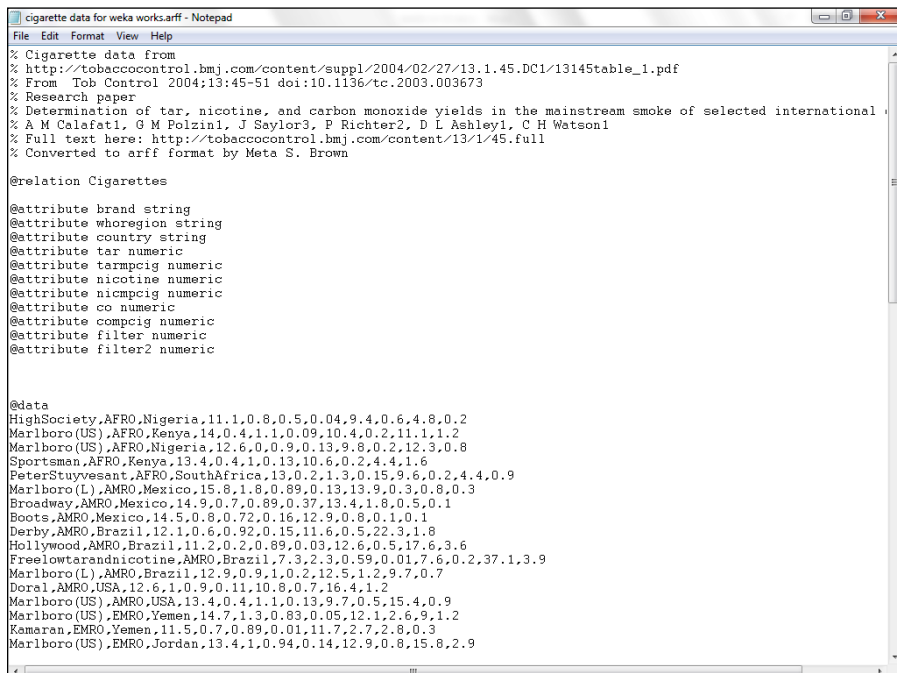 cigarette data for weka works.arff - Notepad
File Edit Format View Help
% Cigarette data from
% http://tobaccocontrol.bmj.com/content/suppl/2004/02/27/13.1.45.DC1/13145table_1.pdf
% From  Tob Control 2004;13:45-51 doi:10.1136/tc.2003.003673
% Research paper
% Determination of tar, nicotine, and carbon monoxide yields in the mainstream smoke of selected international
% A M Calafat1, G M Polzin1, J Saylor3, P Richter2, D L Ashley1, C H Watson1
% Full text here: http://tobaccocontrol.bmj.com/content/13/1/45.full
% Converted to arff format by Meta S. Brown
@relation Cigarettes
@attribute brand string
@attribute whoregion string
@attribute country string
@attribute tar numeric
@attribute tarmpcig numeric
@attribute nicotine numeric
@attribute nicmpcig numeric
@attribute co numeric
@attribute compcig numeric
@attribute filter numeric
@attribute filter2 numeric
@data
HighSociety,AFRO,Nigeria,11.1,0.8,0.5,0.04,9.4,0.6,4.8,0.2
Marlboro(US),AFRO,Kenya,14,0.4,1.1,0.09,10.4,0.2,11.1,1.2
Marlboro(US),AFRO,Nigeria,12.6,0,0.9,0.13,9.8,0.2,12.3,0.8
Sportsman,AFRO,Kenya,13.4,0.4,1,0.13,10.6,0.2,4.4,1.6
PeterStuyvesant,AFRO,SouthAfrica,13,0.2,1.3,0.15,9.6,0.2,4.4,0.9
Marlboro(L),AMRO,Mexico,15.8,1.8,0.89,0.13,13.9,0.3,0.8,0.3
Broadway,AMRO,Mexico,14.9,0.7,0.89,0.37,13.4,1.8,0.5,0.1
Boots,AMRO,Mexico,14.5,0.8,0.72,0.16,12.9,0.8,0.1,0.1
Derby,AMRO,Brazil,12.1,0.6,0.92,0.15,11.6,0.5,22.3,1.8
Hollywood,AMRO,Brazil,11.2,0.2,0.89,0.03,12.6,0.5,17.6,3.6
Freelowtarandnicotine,AMRO,Brazil,7.3,2.3,0.59,0.01,7.6,0.2,37.1,3.9
Marlboro(L),AMRO,Brazil,12.9,0.9,1,0.2,12.5,1.2,9.7,0.7
Doral,AMRO,USA,12.6,1,0.9,0.11,10.8,0.7,16.4,1.2
Marlboro(US),AMRO,USA,13.4,0.4,1.1,0.13,9.7,0.5,15.4,0.9
Marlboro(US),EMRO,Yemen,14.7,1.3,0.83,0.05,12.1,2.6,9,1.2
Kamaran,EMRO,Yemen,11.5,0.7,0.89,0.01,11.7,2.7,2.8,0.3
Marlboro(US),EMRO,Jordan,13.4,1,0.94,0.14,12.9,0.8,15.8,2.9